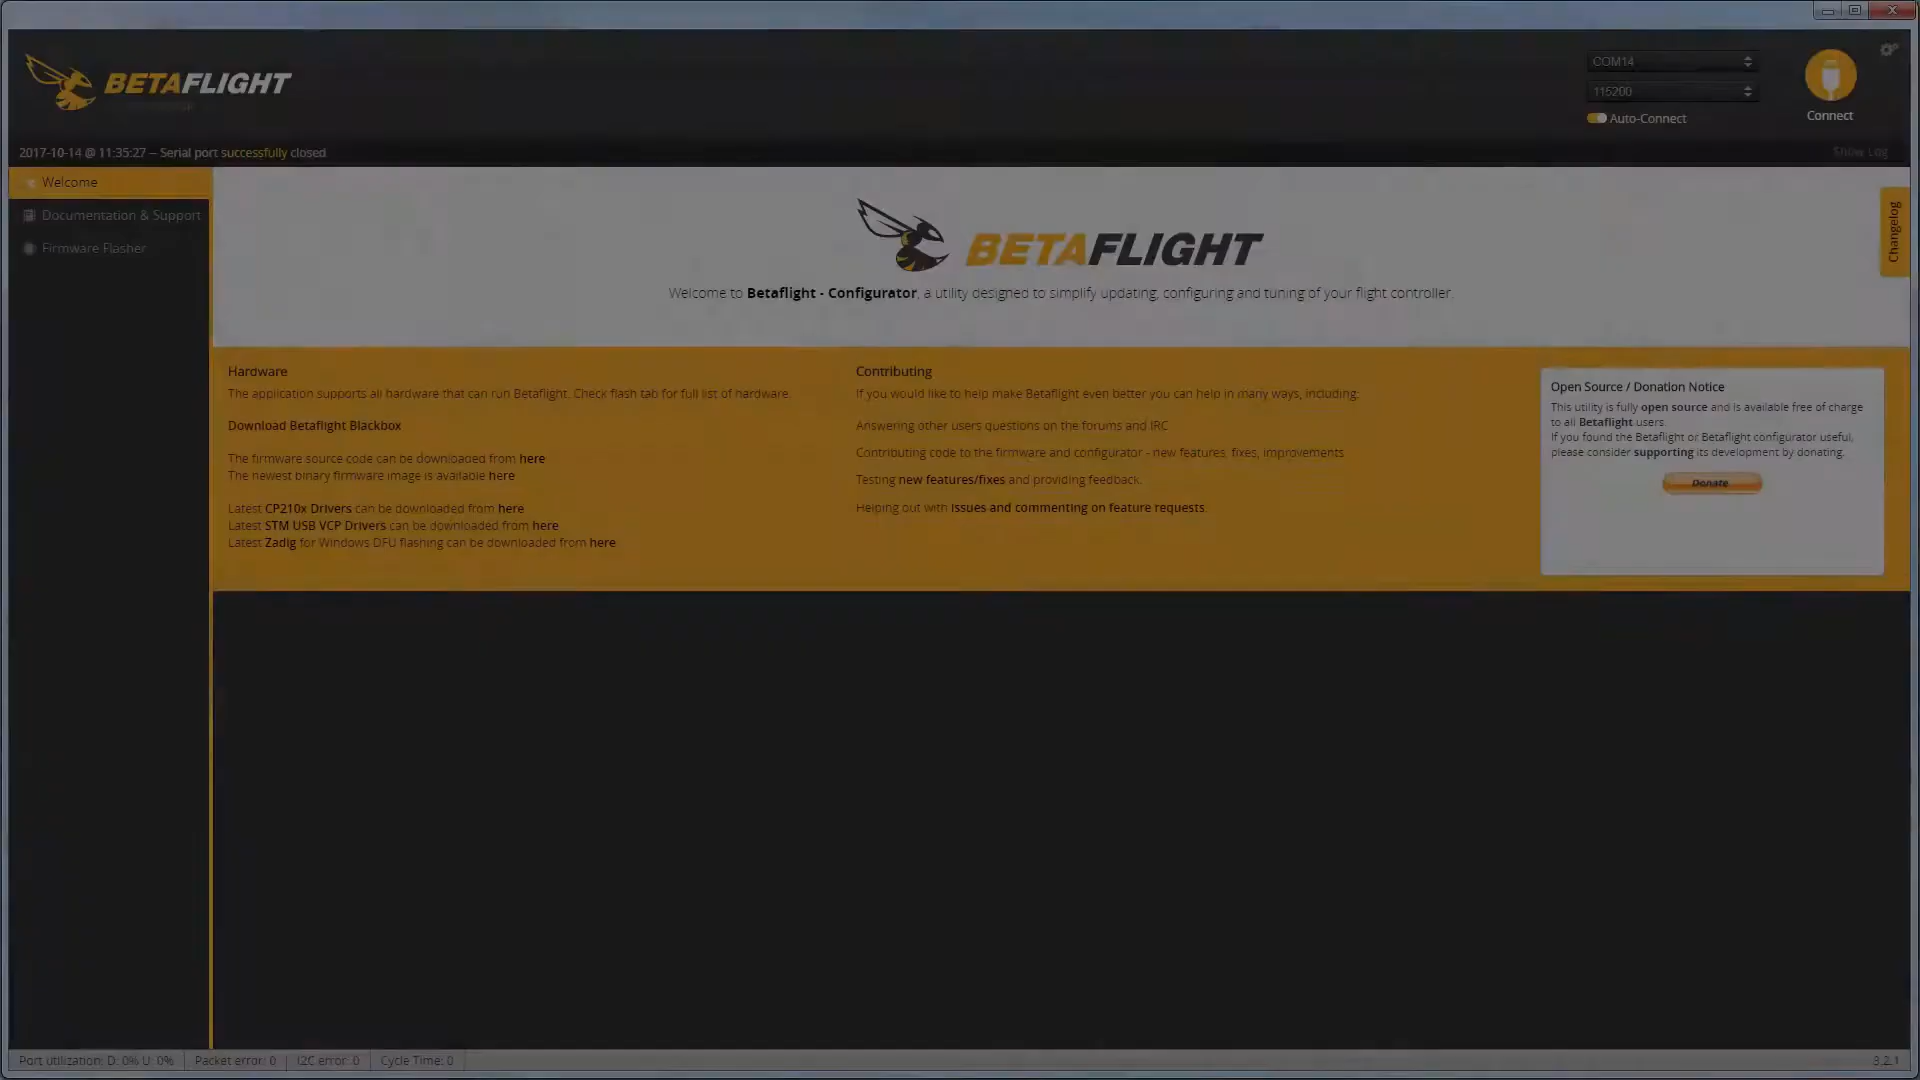 BETAFLIGHT
COM14
115200
Auto-Connect
Connect
2017-10-14 @ 11:35:27 -- Serial port successfully closed
Show Log
Welcome
Documentation & Support
Firmware Flasher
Changelog
BETAFLIGHT
Welcome to Betaflight - Configurator, a utility designed to simplify updating, configuring and tuning of your flight controller.
Hardware
The application supports all hardware that can run Betaflight. Check flash tab for full list of hardware.
Download Betaflight Blackbox
The firmware source code can be downloaded from here
The newest binary firmware image is available here
Latest CP210x Drivers can be downloaded from here
Latest STM USB VCP Drivers can be downloaded from here
Latest Zadig for Windows DFU flashing can be downloaded from here
Contributing
If you would like to help make Betaflight even better you can help in many ways, including:
Answering other users questions on the forums and IRC
Contributing code to the firmware and configurator - new features, fixes, improvements
Testing new features/fixes and providing feedback.
Helping out with issues and commenting on feature requests.
Open Source / Donation Notice
This utility is fully open source and is available free of charge
to all Betaflight users.
If you found the Betaflight or Betaflight configurator useful,
please consider supporting its development by donating.
Donate
Port utilization: D: 0% U: 0%
Packet error: 0
I2C error: 0
Cycle Time: 0
3.2.1